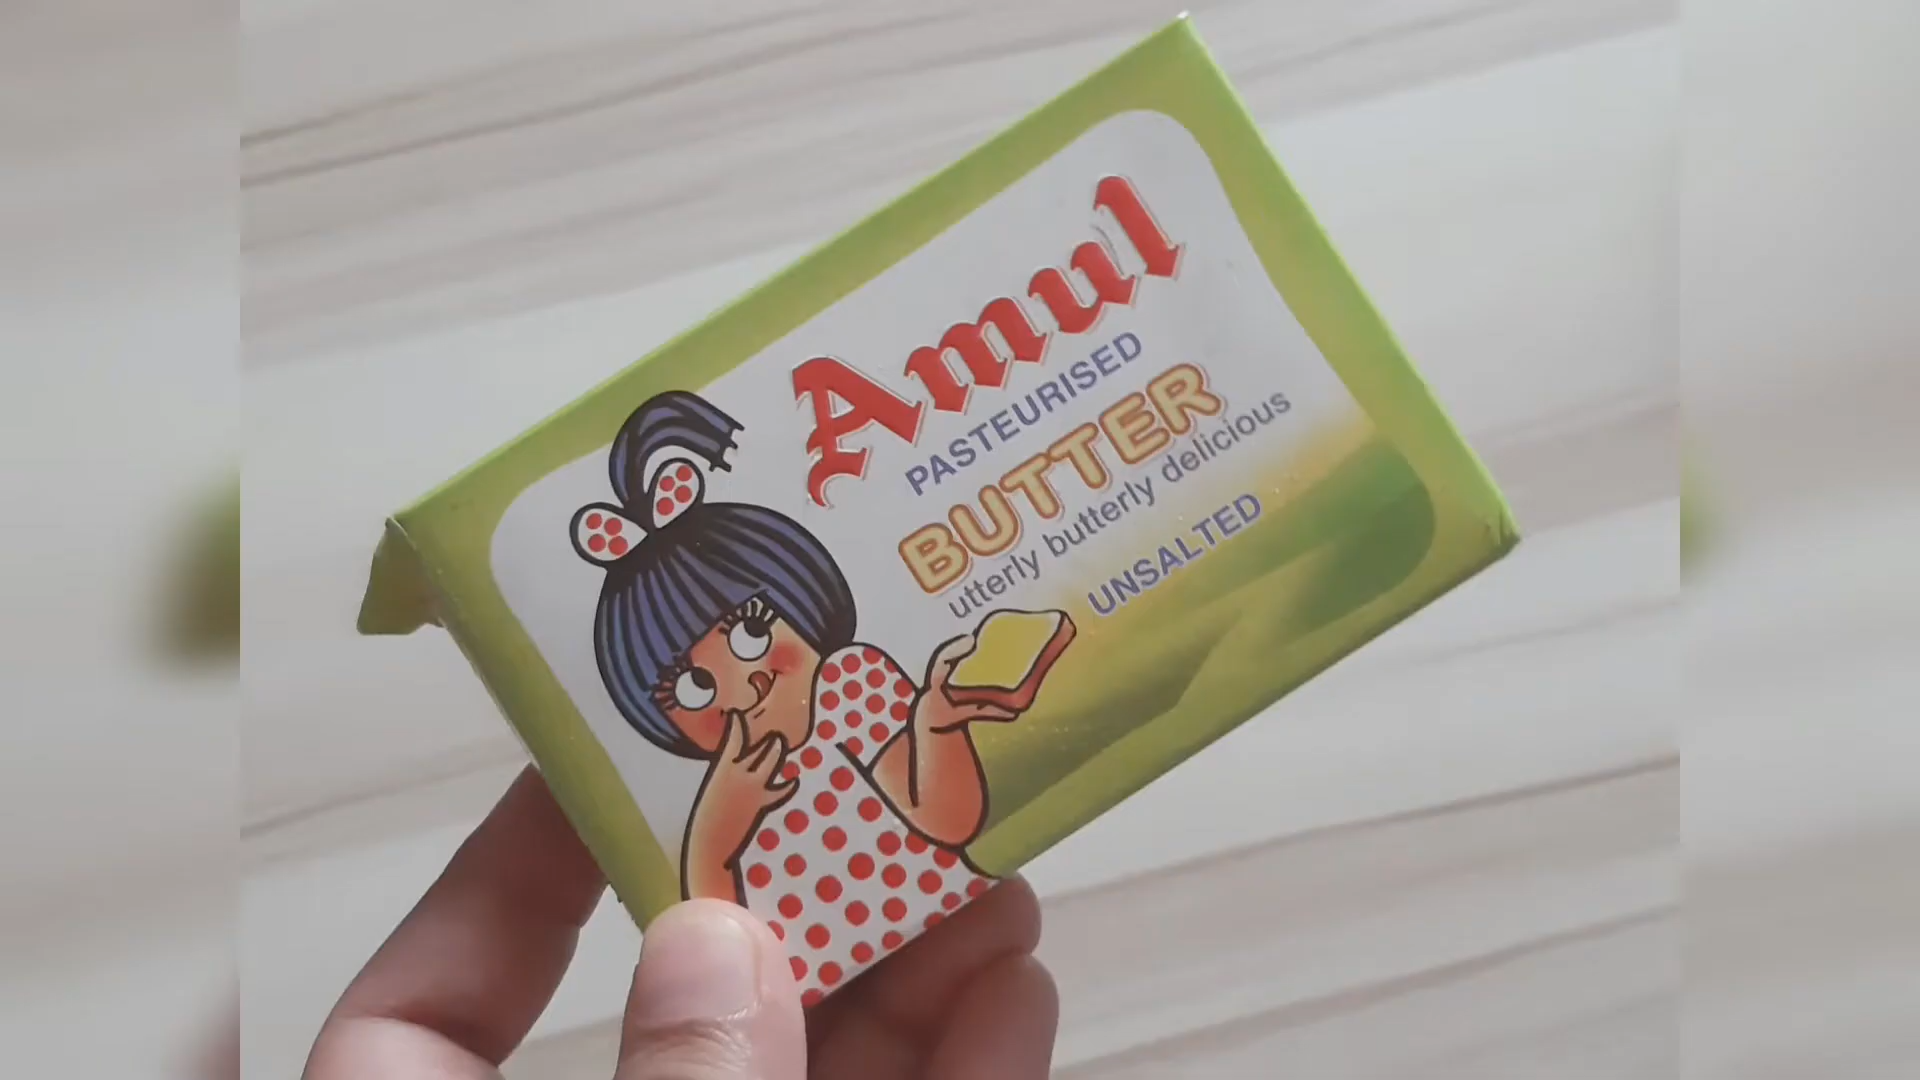 Amul
PASTEURISED
BUTTER
utterly butterly delicious
UNSALTED